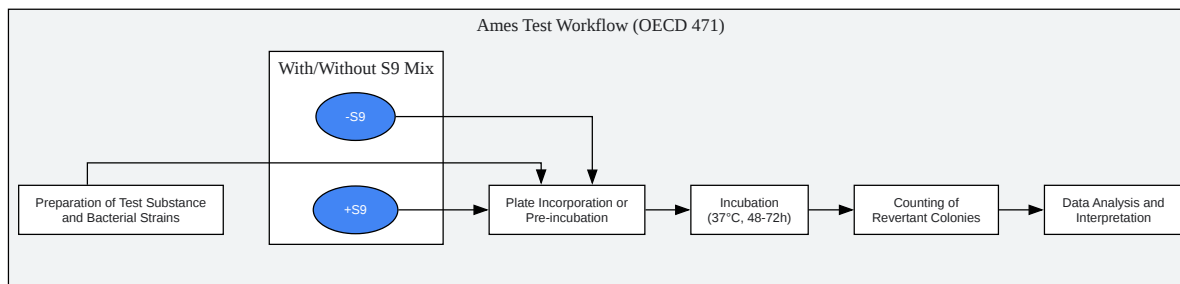 Ames Test Workflow (OECD 471)
With/Without S9 Mix
-S9
+S9
Preparation of Test Substance
and Bacterial Strains
Plate Incorporation or
Pre-incubation
Incubation
(37°C, 48-72h)
Counting of
Revertant Colonies
Data Analysis and
Interpretation